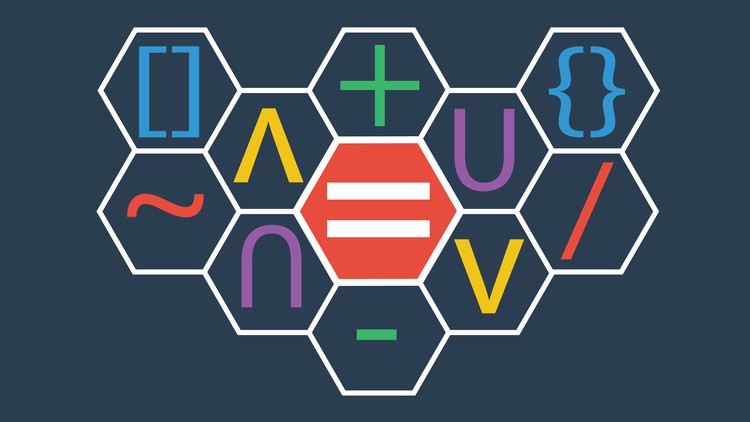 [] + {}
∧ ∪
~ = /
∩ ∨
-